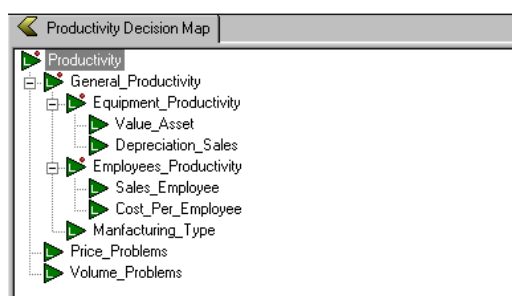 Productivity Decision Map
Productivity
General_Productivity
Equipment_Productivity
Value_Asset
Depreciation_Sales
Employees_Productivity
Sales_Employee
Cost_Per_Employee
Manfacturing_Type
Price_Problems
Volume_Problems